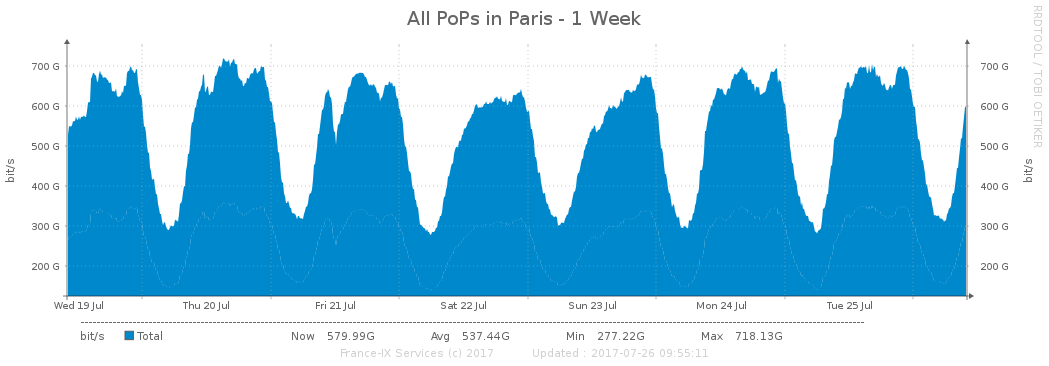 All PoPs in Paris - 1 Week
RRDTOOL / TOBI OETIKER
bit/s
700 G
600 G
500 G
400 G
300 G
200 G
700 G
600 G
500 G
400 G
300 G
200 G
bit/s
Wed 19 Jul Thu 20 Jul Fri 21 Jul Sat 22 Jul Sun 23 Jul Mon 24 Jul Tue 25 Jul
bit/s Total Now 579.99G Avg 537.44G Min 277.22G Max 718.13G
France-IX Services (c) 2017 Updated : 2017-07-26 09:55:11